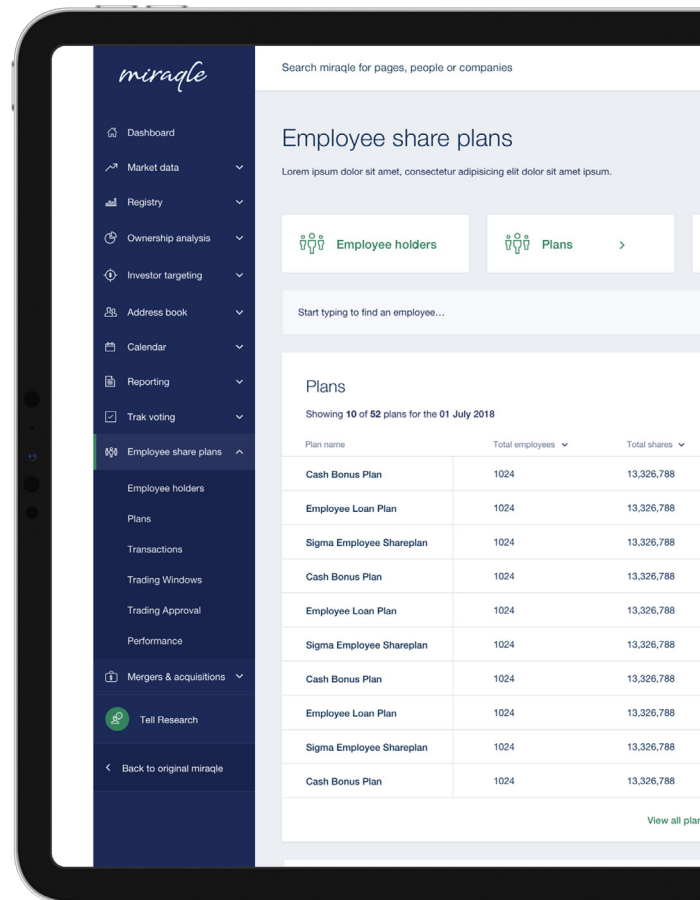 miraqle
Search miraqle for pages, people or companies
Dashboard
Market data
Registry
Ownership analysis
Investor targeting
Address book
Calendar
Reporting
Trak voting
Employee share plans
Employee holders
Plans
Transactions
Trading Windows
Trading Approval
Performance
Mergers & acquisitions
Tell Research
Back to original miraqle
Employee share plans
Lorem ipsum dolor sit amet, consectetur adipisicing elit dolor sit amet ipsum.
Employee holders
Plans
Start typing to find an employee...
Plans
Showing 10 of 52 plans for the 01 July 2018
Plan name Total employees Total shares
Cash Bonus Plan 1024 13,326,788
Employee Loan Plan 1024 13,326,788
Sigma Employee Shareplan 1024 13,326,788
Cash Bonus Plan 1024 13,326,788
Employee Loan Plan 1024 13,326,788
Sigma Employee Shareplan 1024 13,326,788
Cash Bonus Plan 1024 13,326,788
Employee Loan Plan 1024 13,326,788
Sigma Employee Shareplan 1024 13,326,788
Cash Bonus Plan 1024 13,326,788
View all plan